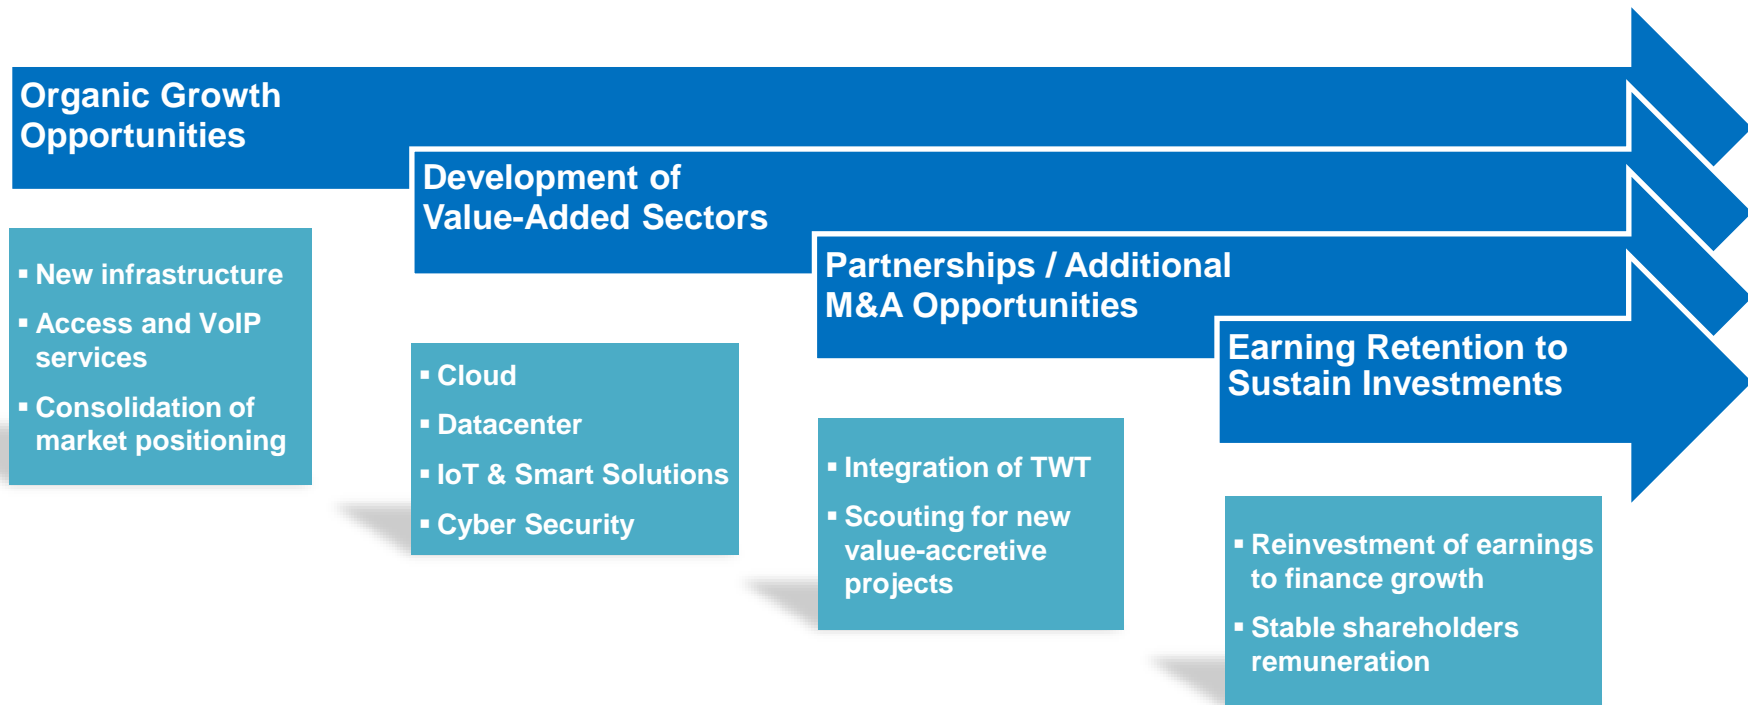 Organic Growth
Opportunities
▪ New infrastructure
▪ Access and VoIP
services
▪ Consolidation of
market positioning
Development of
Value-Added Sectors
▪ Cloud
▪ Datacenter
▪ IoT & Smart Solutions
▪ Cyber Security
Partnerships / Additional
M&A Opportunities
▪ Integration of TWT
▪ Scouting for new
value-accretive
projects
Earning Retention to
Sustain Investments
▪ Reinvestment of earnings
to finance growth
▪ Stable shareholders
remuneration